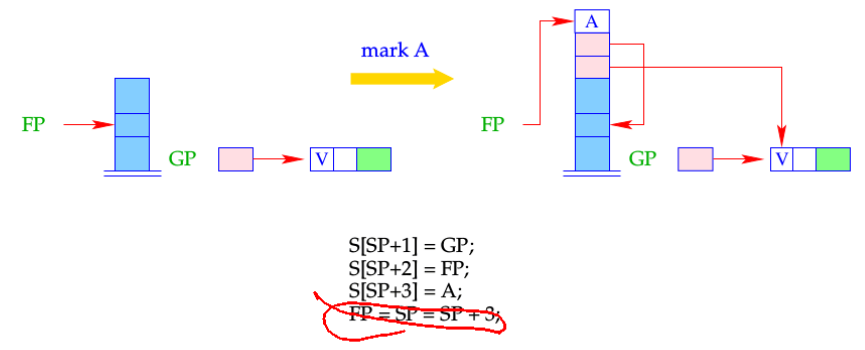 mark A
A
FP
FP
GP
V
GP
V
S[SP+1] = GP;
S[SP+2] = FP;
S[SP+3] = A;
FP = SP = SP + 3;